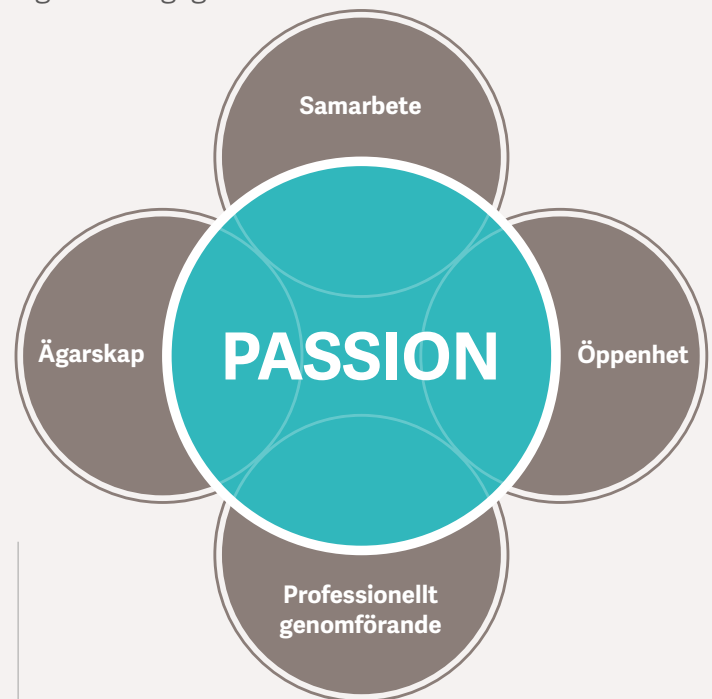 Samarbete
Ägarskap
PASSION
Öppenhet
Professionellt
genomförande